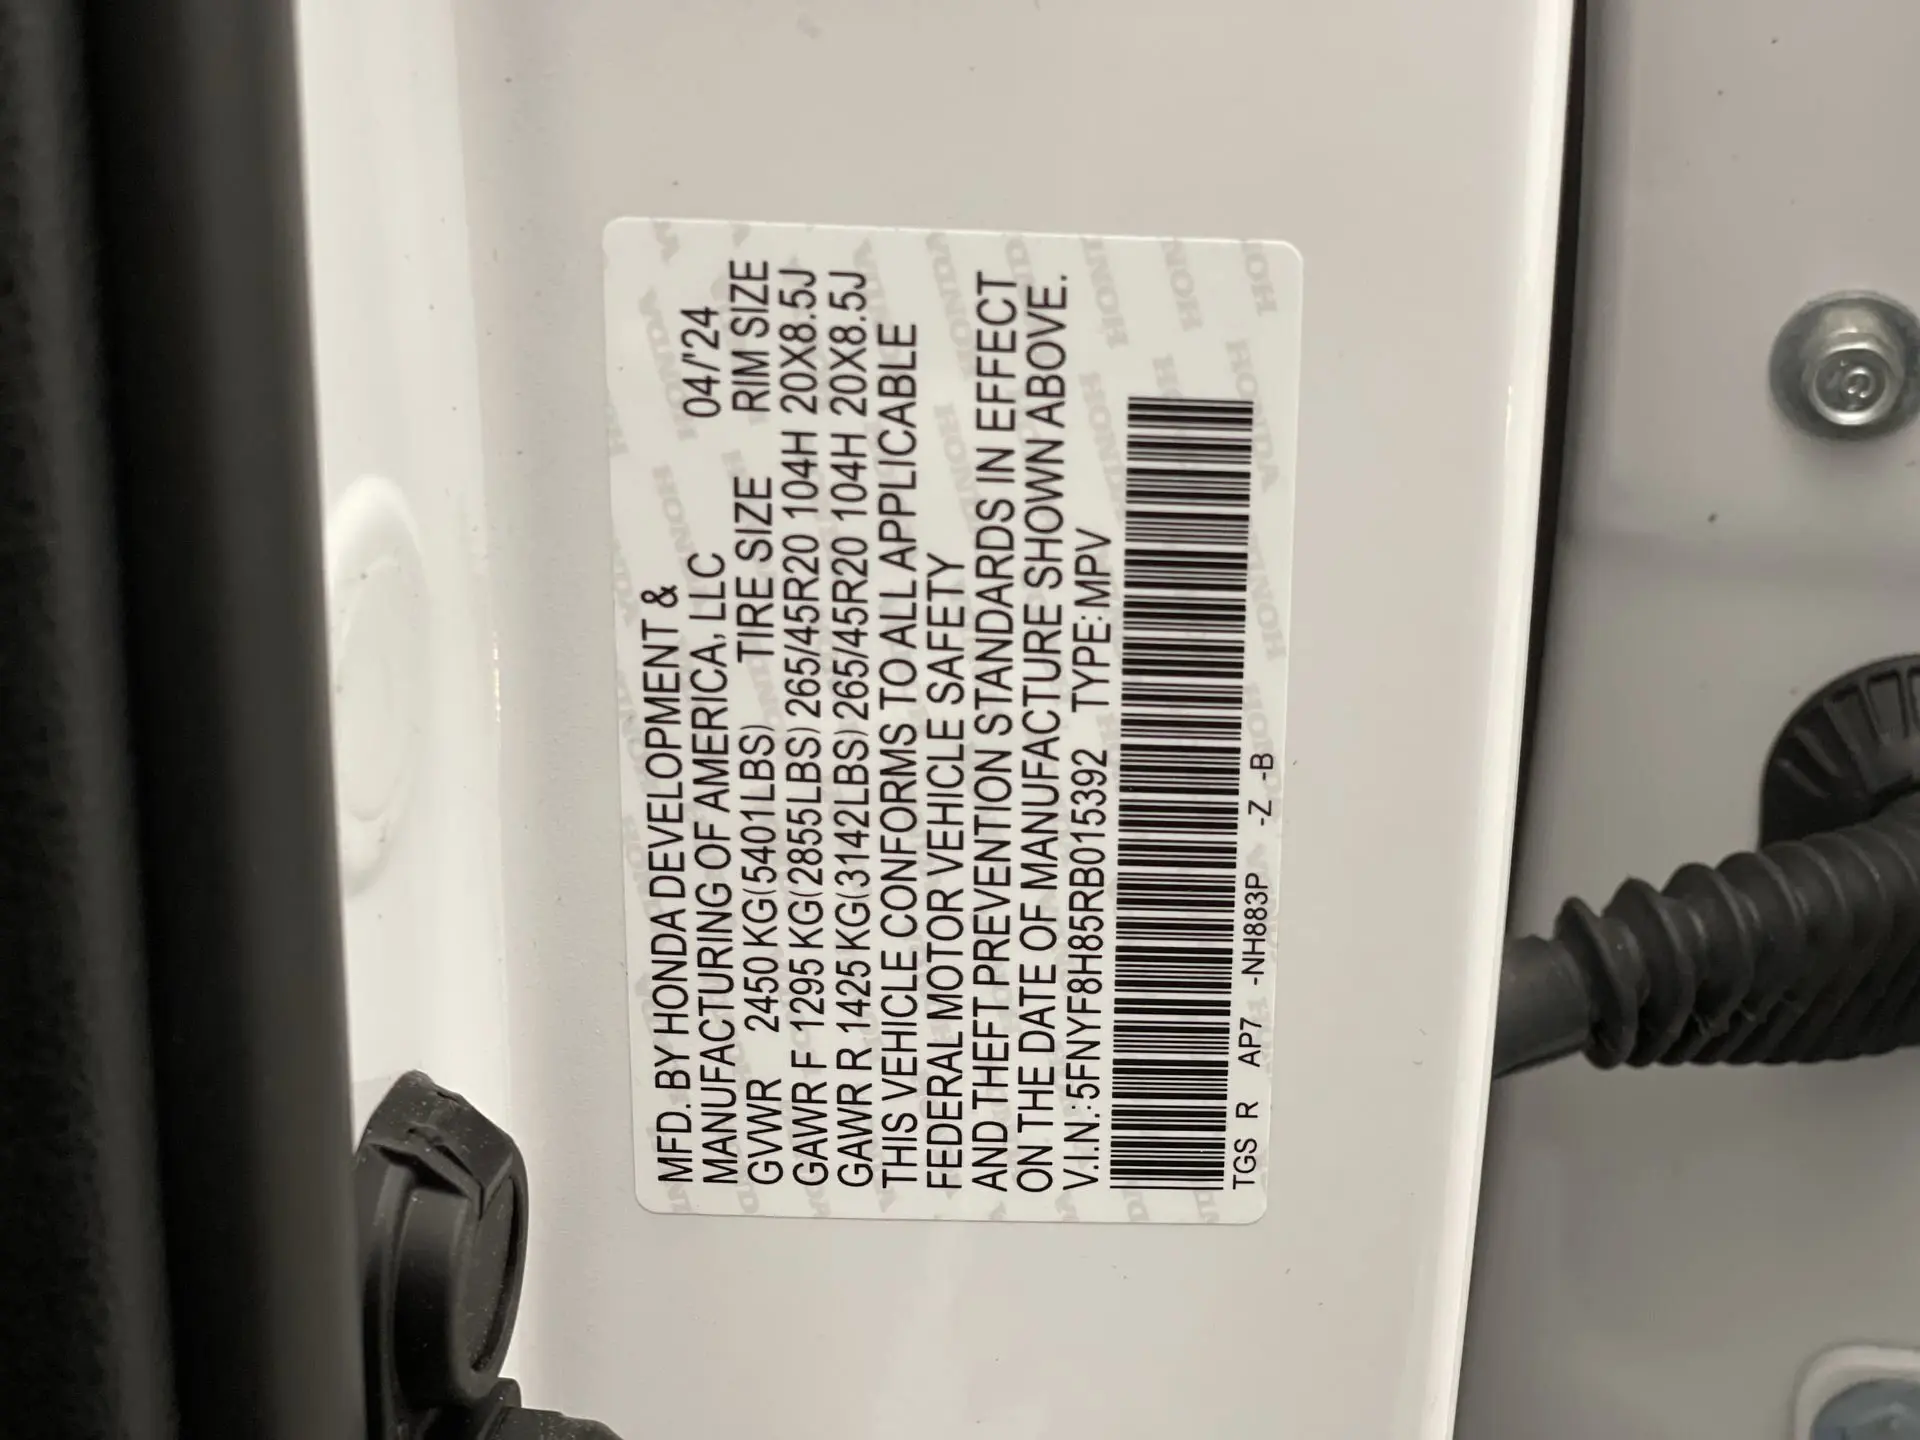 MFD. BY HONDA DEVELOPMENT &
MANUFACTURING OF AMERICA, LLC 04/'24
GVWR 2450 KG(5401LBS) TIRE SIZE RIM SIZE
GAWR F 1295 KG(2855LBS) 265/45R20 104H 20X8.5J
GAWR R 1425 KG(3142LBS) 265/45R20 104H 20X8.5J
THIS VEHICLE CONFORMS TO ALL APPLICABLE
FEDERAL MOTOR VEHICLE SAFETY
AND THEFT PREVENTION STANDARDS IN EFFECT
ON THE DATE OF MANUFACTURE SHOWN ABOVE.
V.I.N.: 5FNYF8H85RB015392 TYPE: MPV
TGS R AP7 -NH883P -Z -B